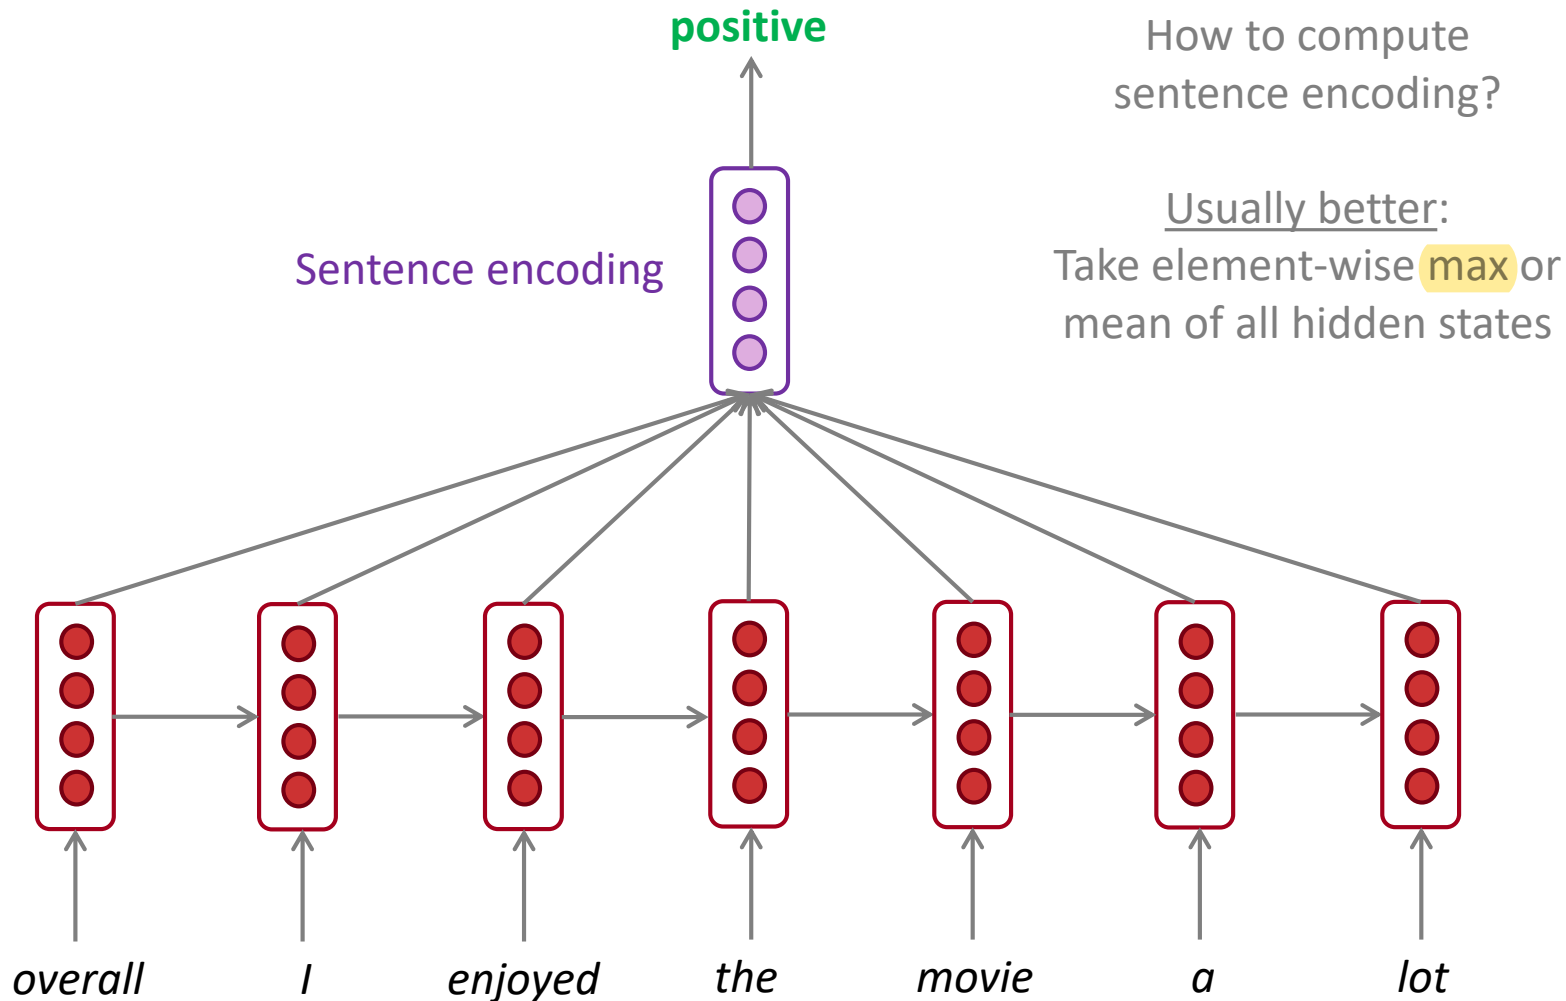 positive
How to compute
sentence encoding?
Usually better:
Take element-wise max or
mean of all hidden states
Sentence encoding
overall I enjoyed the movie a lot